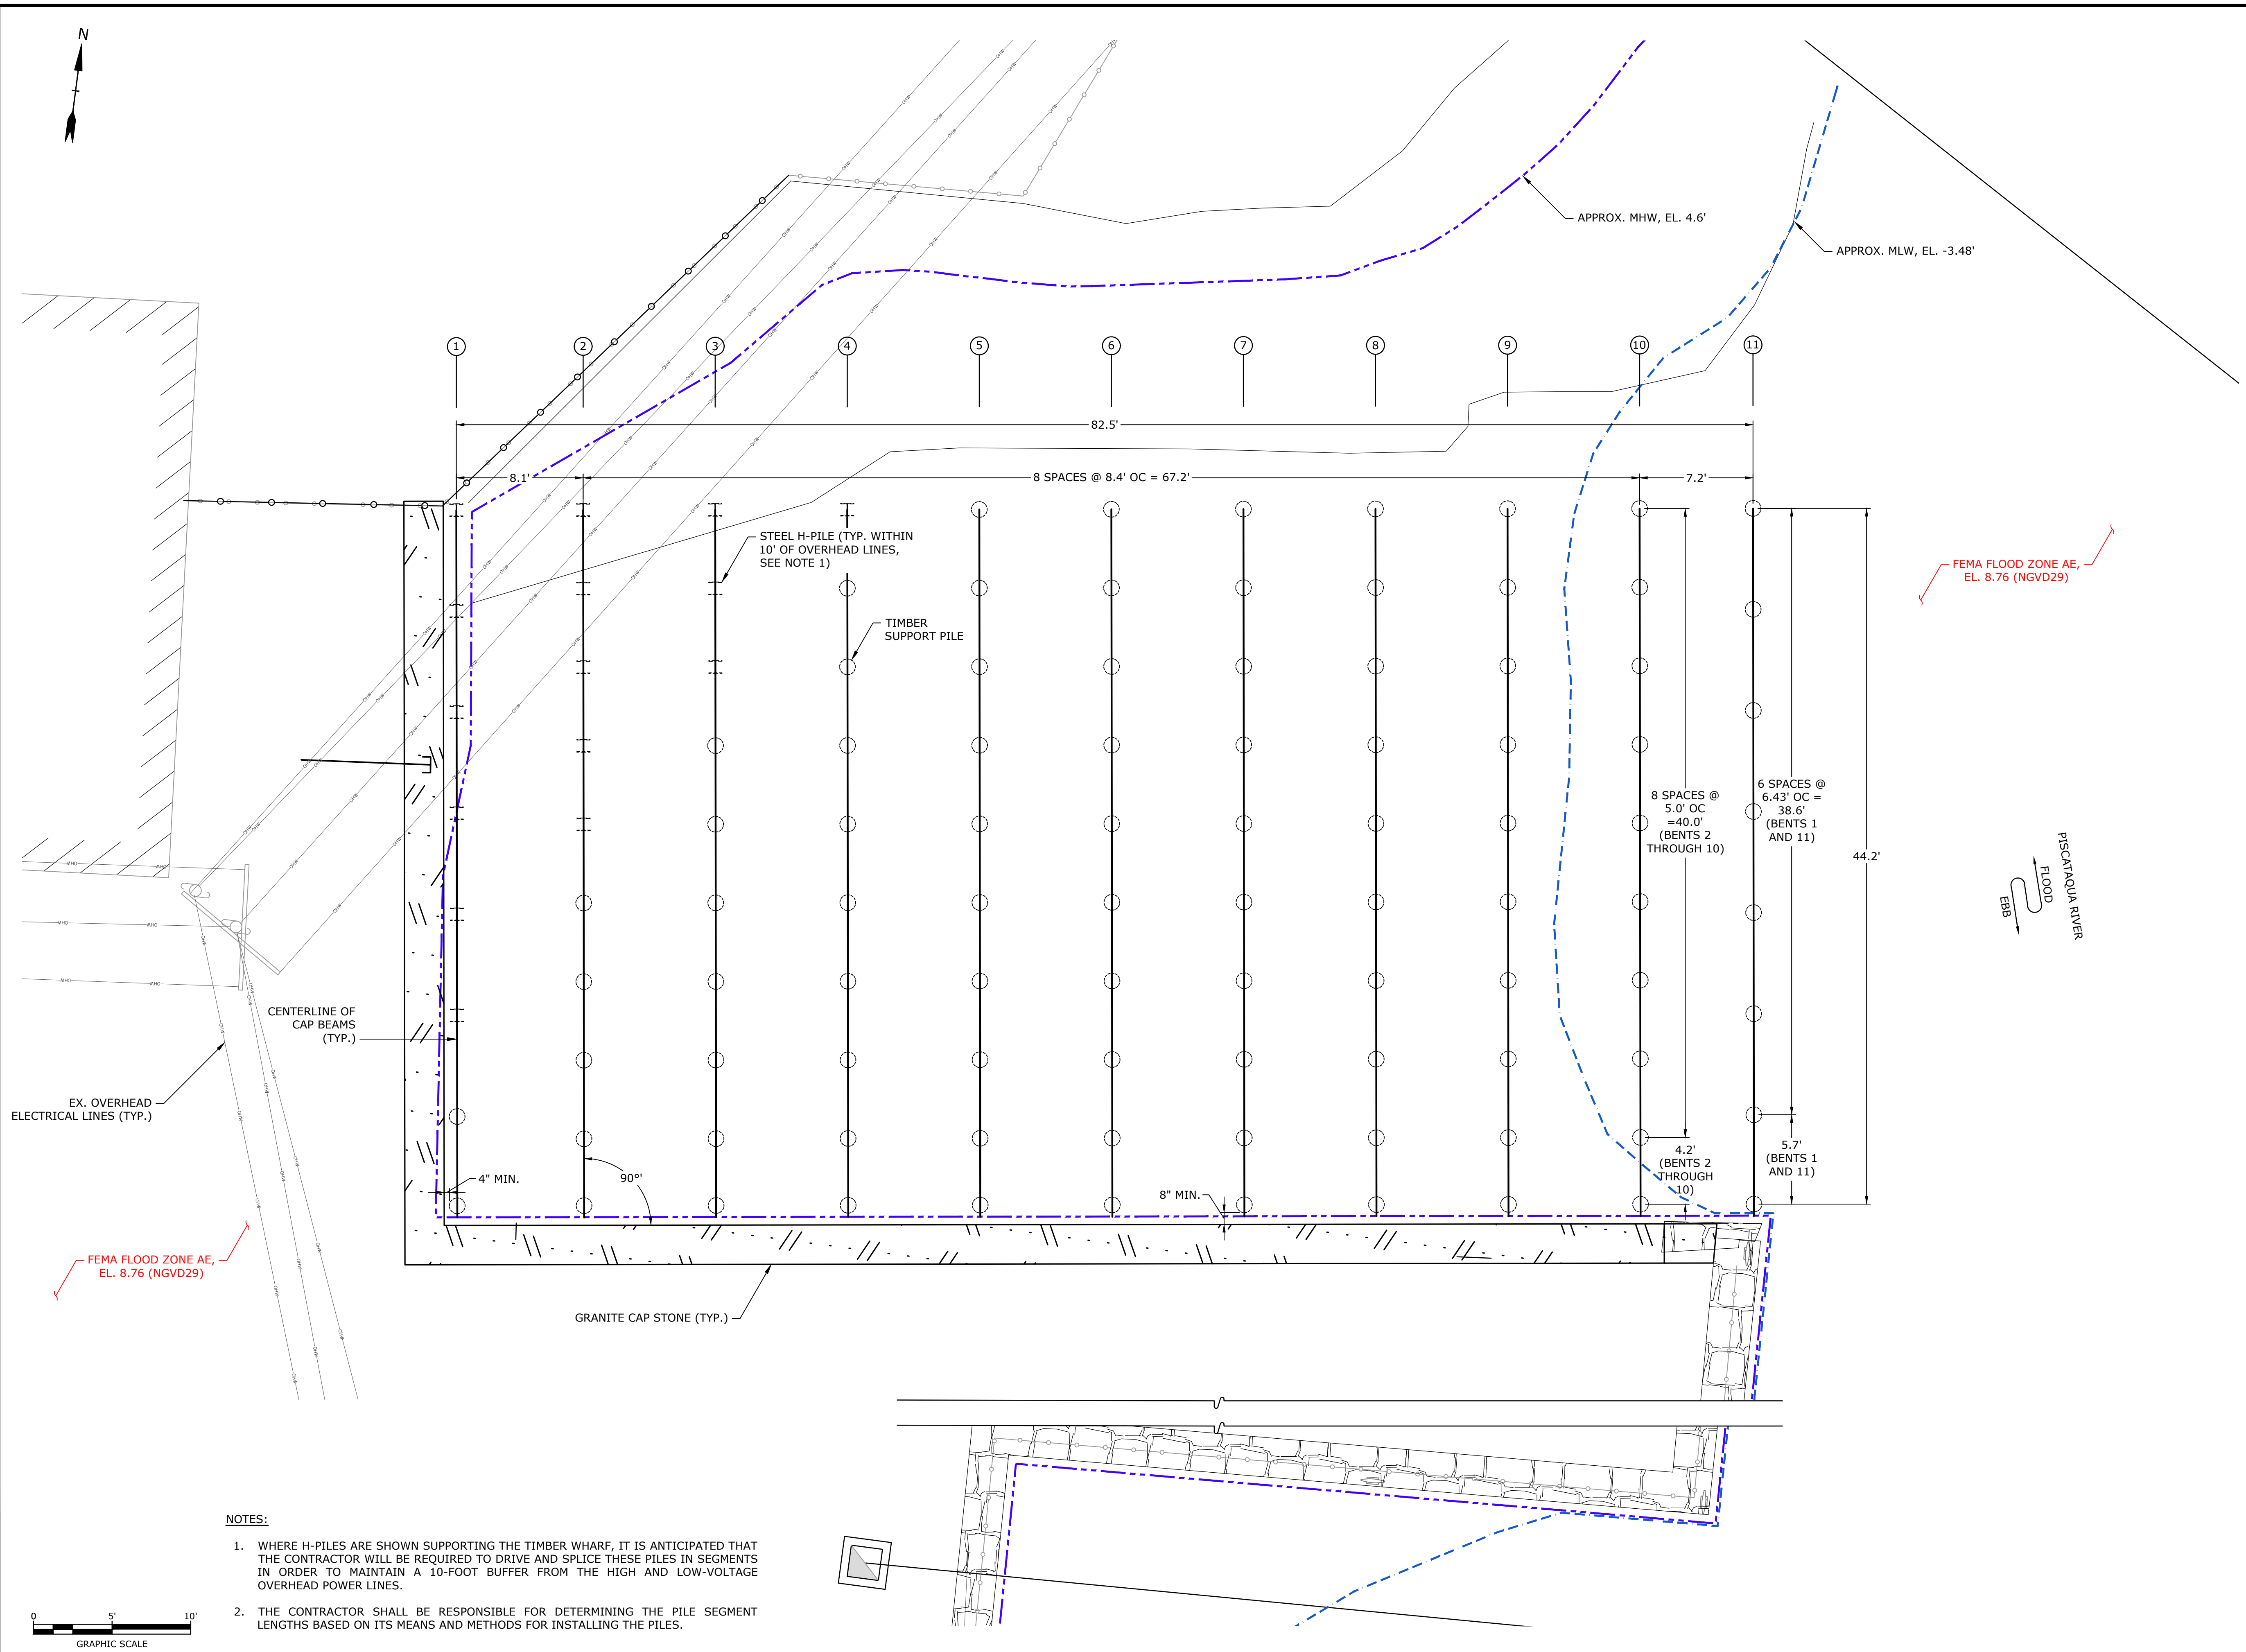 N
APPROX. MHW, EL. 4.6'
APPROX. MLW, EL. -3.48'
1
2
3
4
5
6
7
8
9
10
11
82.5'
8.1'
8 SPACES @ 8.4' OC = 67.2'
7.2'
STEEL H-PILE (TYP. WITHIN
10' OF OVERHEAD LINES,
SEE NOTE 1)
TIMBER
SUPPORT PILE
FEMA FLOOD ZONE AE,
EL. 8.76 (NGVD29)
8 SPACES @
5.0' OC
=40.0'
(BENTS 2
THROUGH 10)
6 SPACES @
6.43' OC =
38.6'
(BENTS 1
AND 11)
44.2'
PISCATAQUA RIVER
FLOOD
EBB
CENTERLINE OF
CAP BEAMS
(TYP.)
EX. OVERHEAD
ELECTRICAL LINES (TYP.)
4" MIN.
90°'
8" MIN.
4.2'
(BENTS 2
THROUGH
10)
5.7'
(BENTS 1
AND 11)
FEMA FLOOD ZONE AE,
EL. 8.76 (NGVD29)
GRANITE CAP STONE (TYP.)
NOTES:
1. WHERE H-PILES ARE SHOWN SUPPORTING THE TIMBER WHARF, IT IS ANTICIPATED THAT
THE CONTRACTOR WILL BE REQUIRED TO DRIVE AND SPLICE THESE PILES IN SEGMENTS
IN ORDER TO MAINTAIN A 10-FOOT BUFFER FROM THE HIGH AND LOW-VOLTAGE
OVERHEAD POWER LINES.
2. THE CONTRACTOR SHALL BE RESPONSIBLE FOR DETERMINING THE PILE SEGMENT
LENGTHS BASED ON ITS MEANS AND METHODS FOR INSTALLING THE PILES.
0 5' 10'
GRAPHIC SCALE